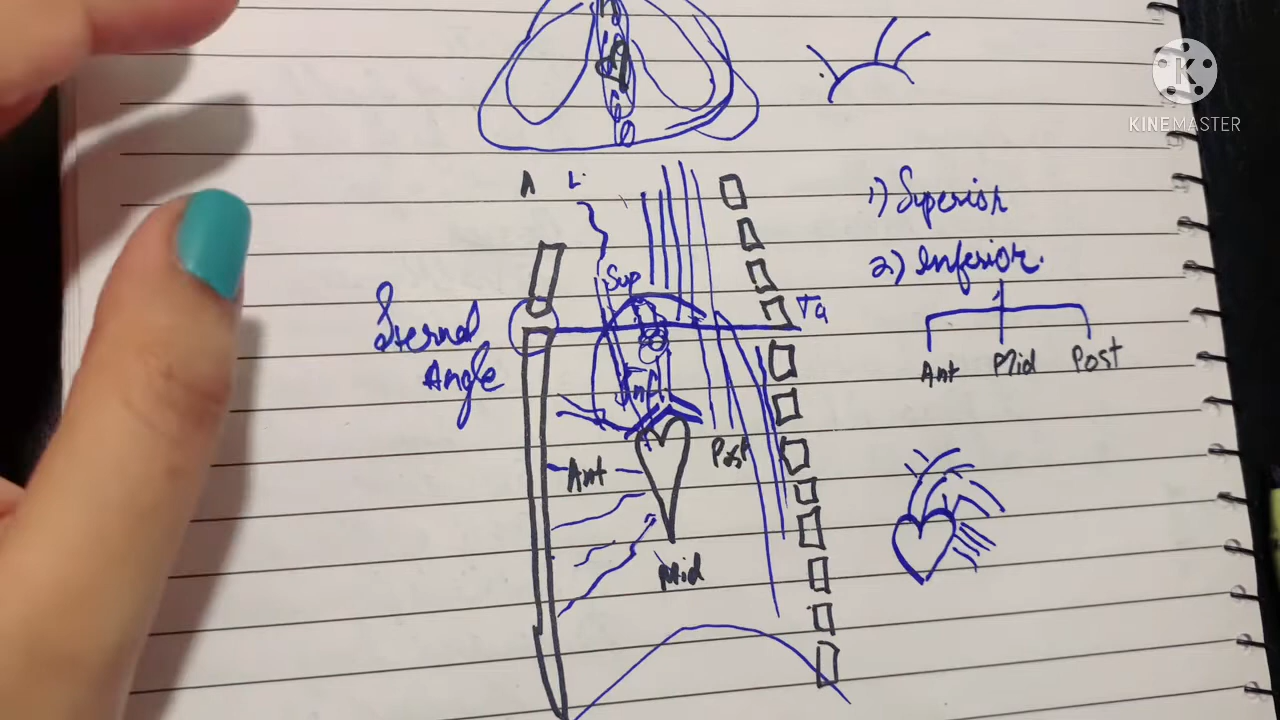 K
KINEMASTER
A L
1) Superior
2) Inferior.
Sup
T4
Sternal
Angle
Inf
Ant Mid Post
Ant
Post
Mid